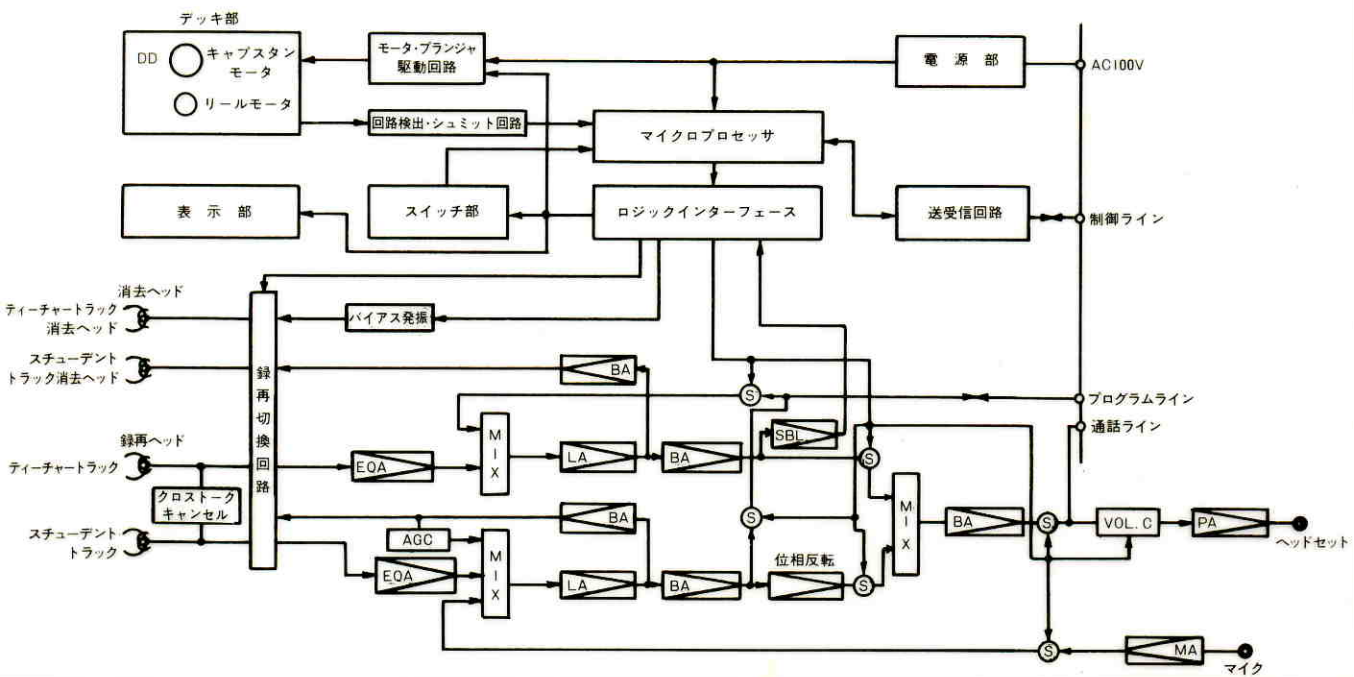 デッキ部
DD
キャプスタン
モータ
リールモータ
モータ・プランジャ
駆動回路
電源部
AC100V
回路検出・シュミット回路
マイクロプロセッサ
表示部
スイッチ部
ロジックインターフェース
送受信回路
制御ライン
消去ヘッド
ティーチャートラック
消去ヘッド
バイアス発振
スチューデント
トラック消去ヘッド
録再切換回路
BA
S
プログラムライン
通話ライン
MIX
SBL
録再ヘッド
ティーチャートラック
EQA
LA
BA
S
クロストーク
キャンセル
MIX
BA
S
VOL.C
PA
ヘッドセット
スチューデント
トラック
AGC
BA
S
MIX
EQA
LA
BA
位相反転
S
S
MA
マイク